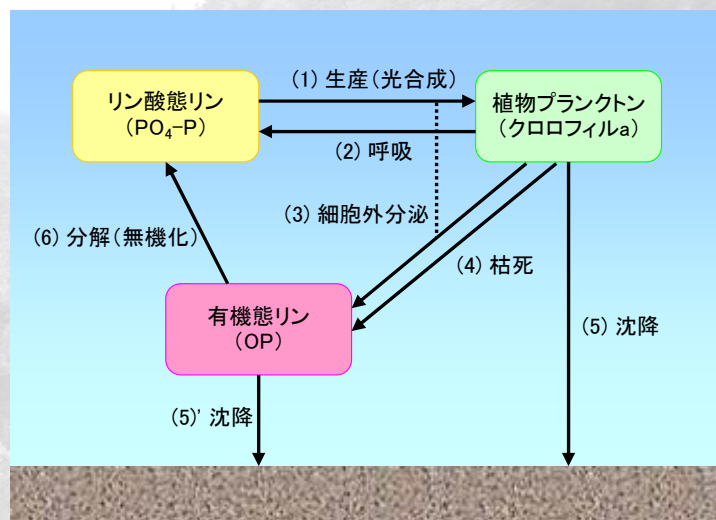 (1) 生産(光合成)
リン酸態リン
(PO₄-P)
植物プランクトン
(クロロフィルa)
(2) 呼吸
(3) 細胞外分泌
(6) 分解(無機化)
(4) 枯死
有機態リン
(OP)
(5) 沈降
(5)' 沈降